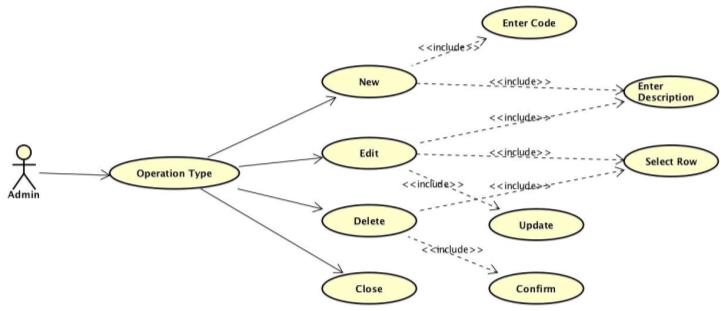 Enter Code
<<include>>
New
<<include>>
Enter
Description
<<include>>
Edit
<<include>>
Select Row
Operation Type
<<include>>
<<include>>
Admin
Delete
Update
<<include>>
Close
Confirm